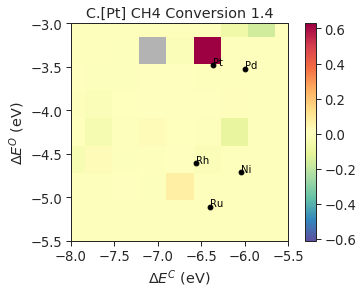 C.[Pt] CH4 Conversion 1.4
−3.0
−3.5
−4.0
−4.5
−5.0
−5.5
ΔE^O (eV)
Pt
Pd
Rh
Ni
Ru
−8.0 −7.5 −7.0 −6.5 −6.0 −5.5
ΔE^C (eV)
0.6
0.4
0.2
0.0
−0.2
−0.4
−0.6